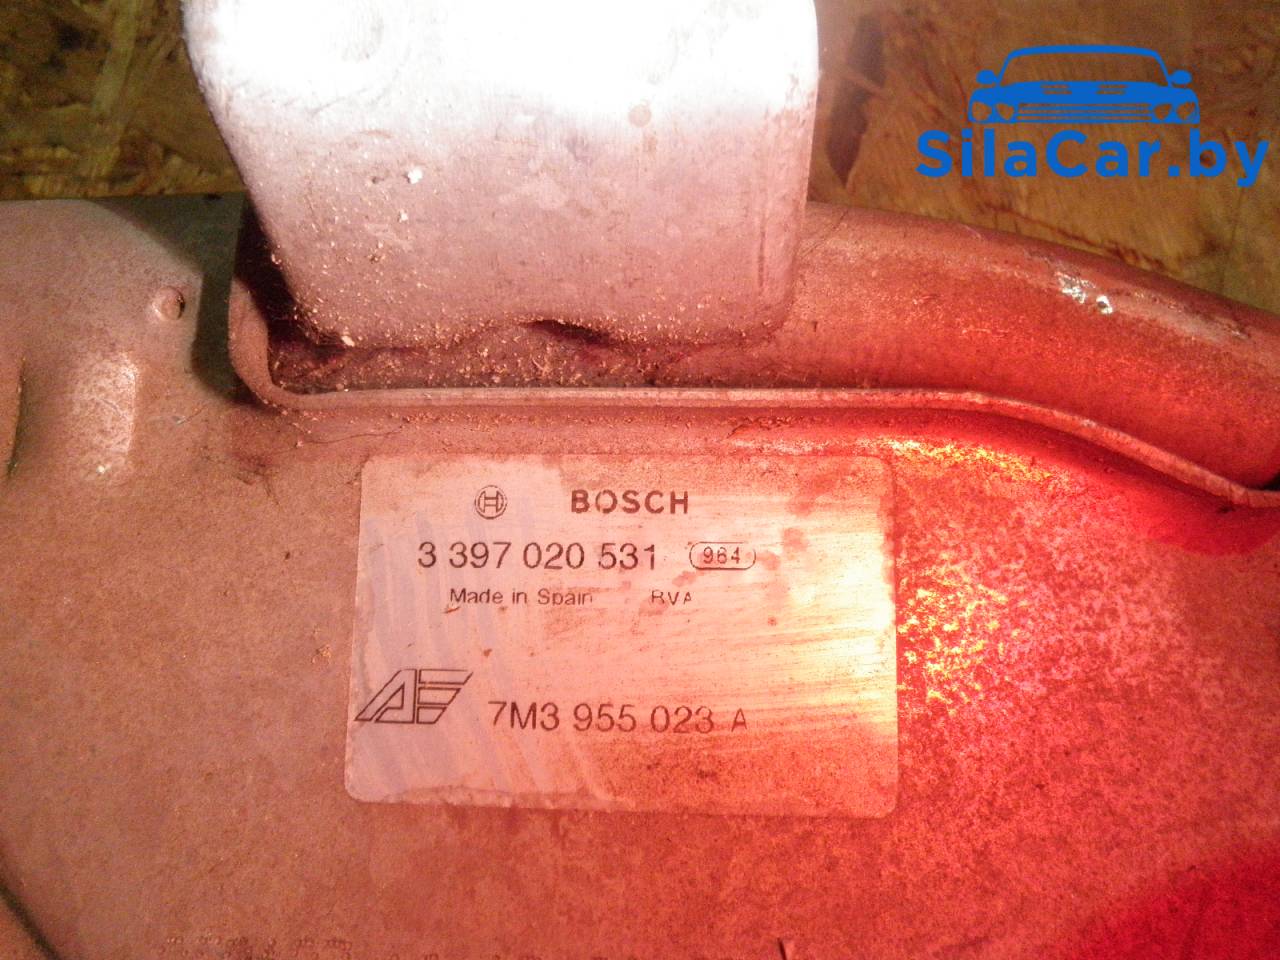 SilaCar.by
BOSCH
3 397 020 531 964
Made in Spain BVA
7M3 955 023 A